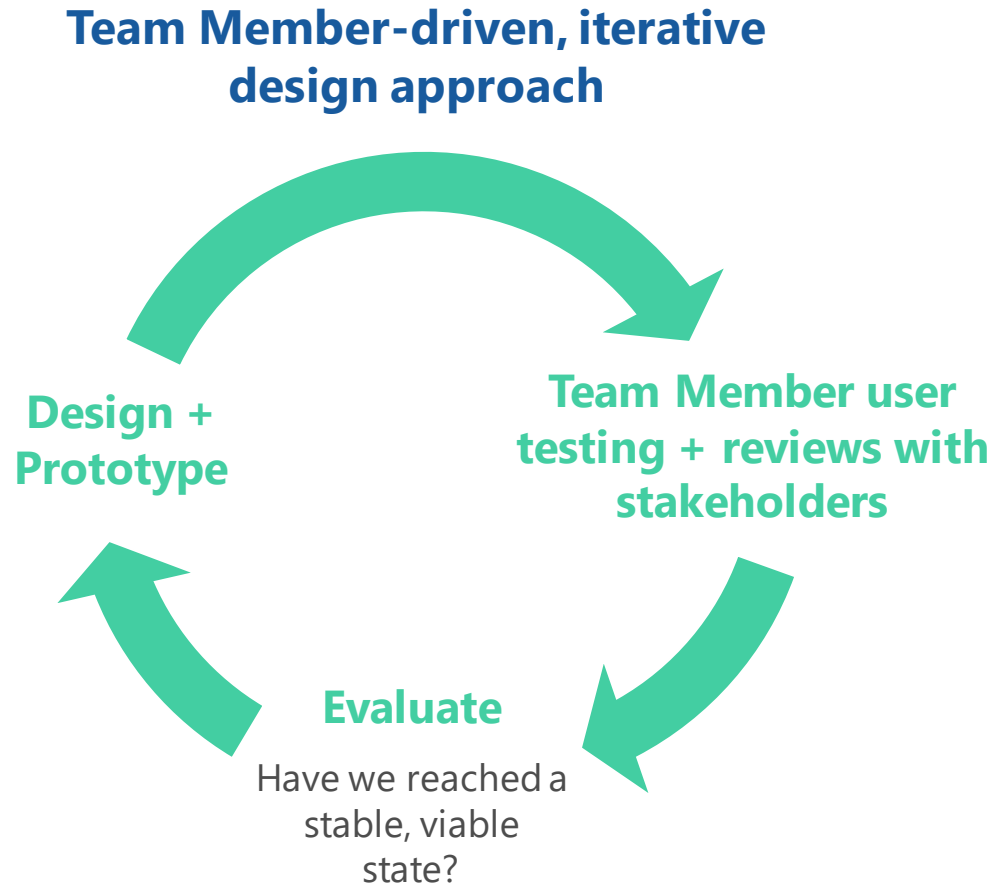 Team Member-driven, iterative
design approach
Design +
Prototype
Team Member user
testing + reviews with
stakeholders
Evaluate
Have we reached a
stable, viable
state?